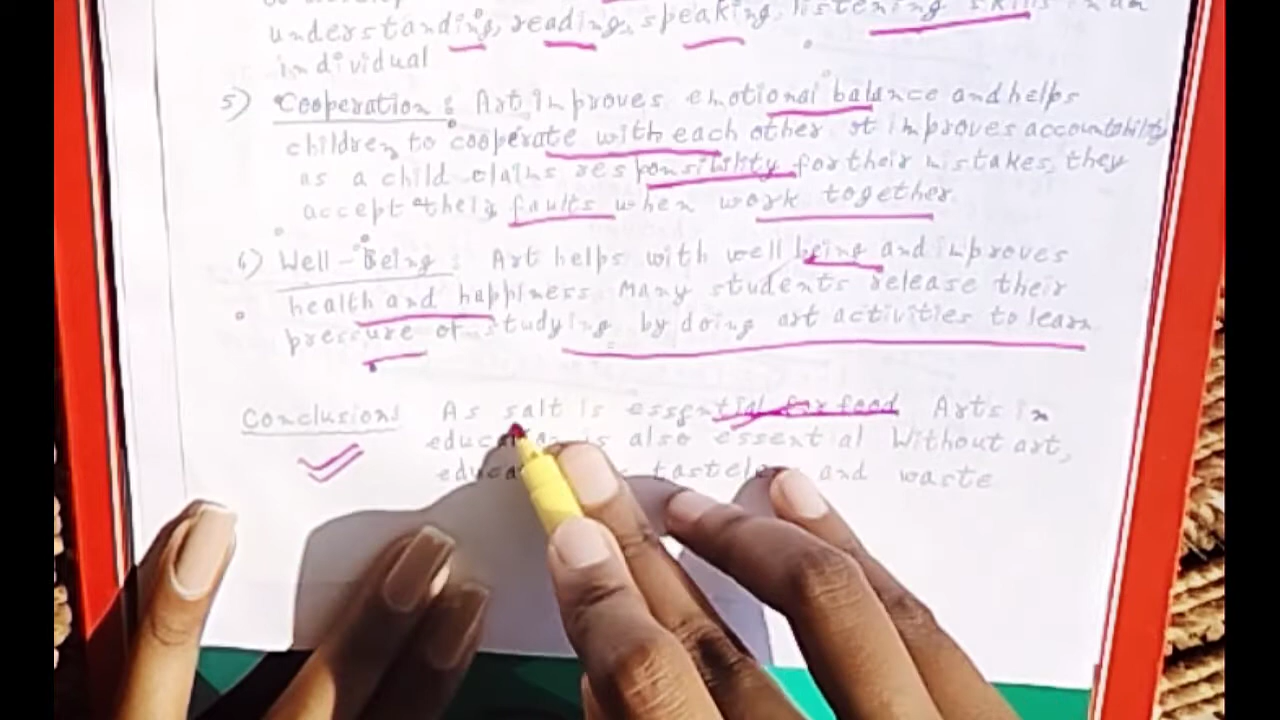 understanding, reading, speaking, listening skills in an
individual
5) Cooperation : Art improves emotional balance and helps
children to cooperate with each other. It improves accountability
as a child claims responsibility for their mistakes, they
accept their faults when work together.
6) Well-Being : Art helps with well being and improves
health and happiness. Many students release their
pressure of studying by doing art activities to learn
Conclusion: As salt is essential for food Arts in
is also essential Without art,
tasteless and waste